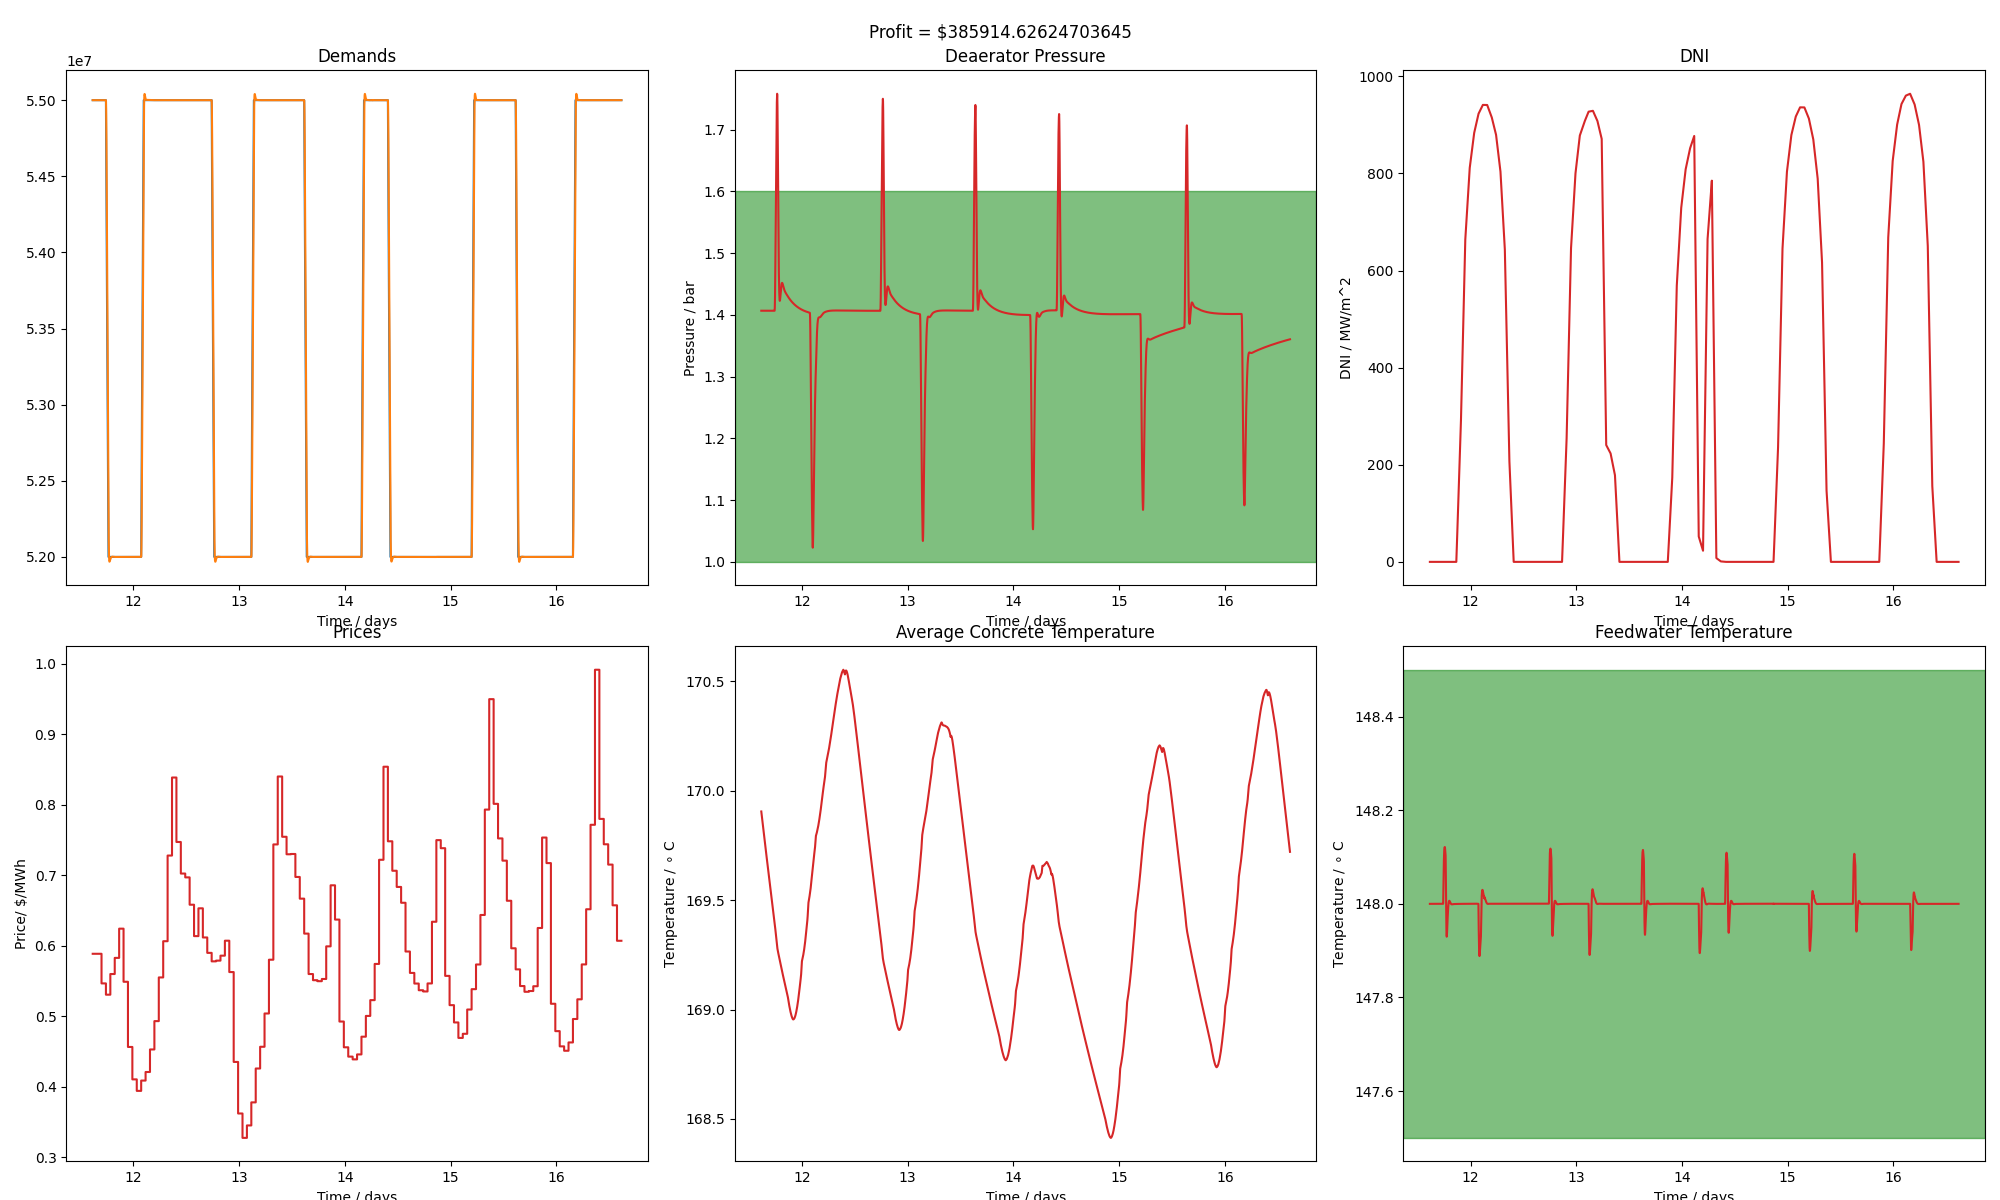 Profit = $385914.62624703645
Demands
1e7
5.50
5.45
5.40
5.35
5.30
5.25
5.20
12 13 14 15 16
Time / days
Deaerator Pressure
Pressure / bar
1.7
1.6
1.5
1.4
1.3
1.2
1.1
1.0
12 13 14 15 16
Time / days
DNI
DNI / MW/m^2
1000
800
600
400
200
0
12 13 14 15 16
Time / days
Prices
Price/ $/MWh
1.0
0.9
0.8
0.7
0.6
0.5
0.4
0.3
12 13 14 15 16
Time / days
Average Concrete Temperature
Temperature / ∘ C
170.5
170.0
169.5
169.0
168.5
12 13 14 15 16
Time / days
Feedwater Temperature
Temperature / ∘ C
148.4
148.2
148.0
147.8
147.6
12 13 14 15 16
Time / days